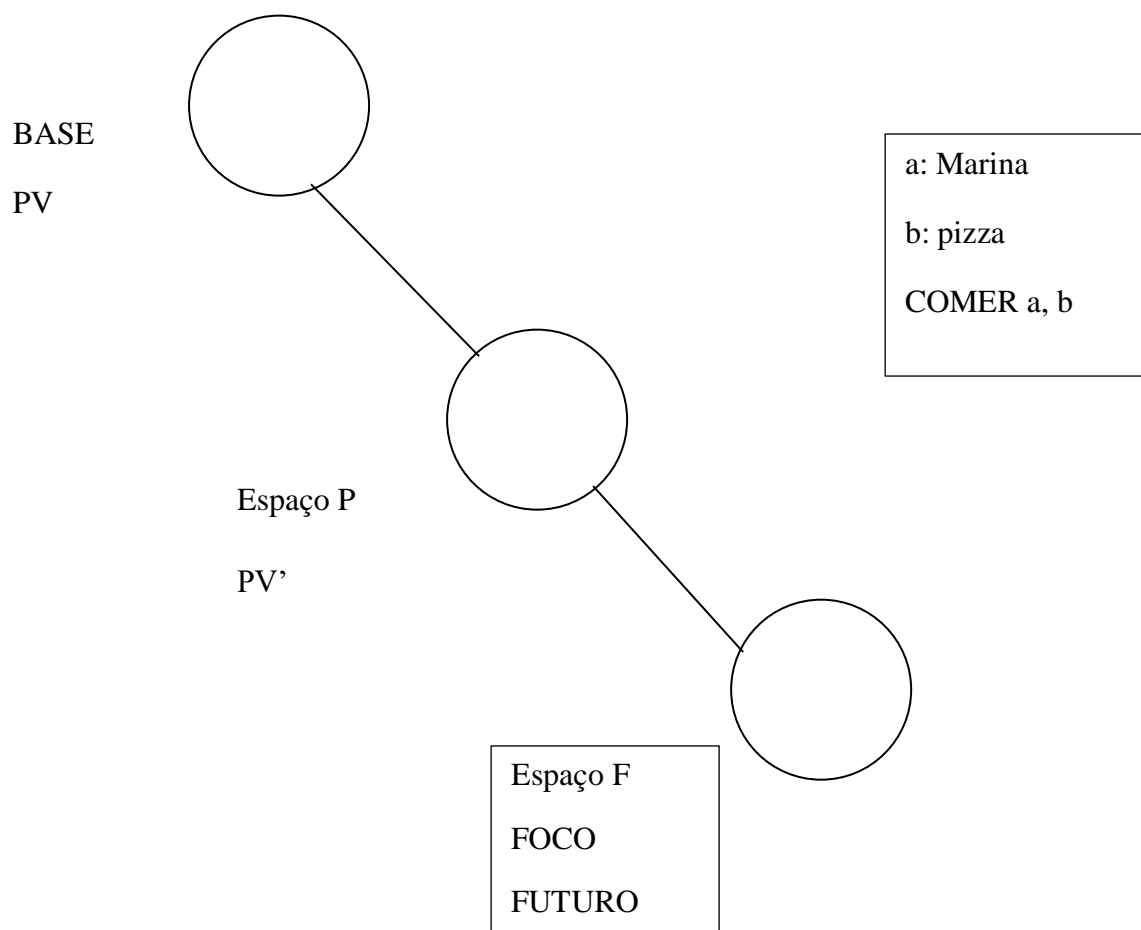 BASE
PV
a: Marina
b: pizza
COMER a, b
Espaço P
PV’
Espaço F
FOCO
FUTURO